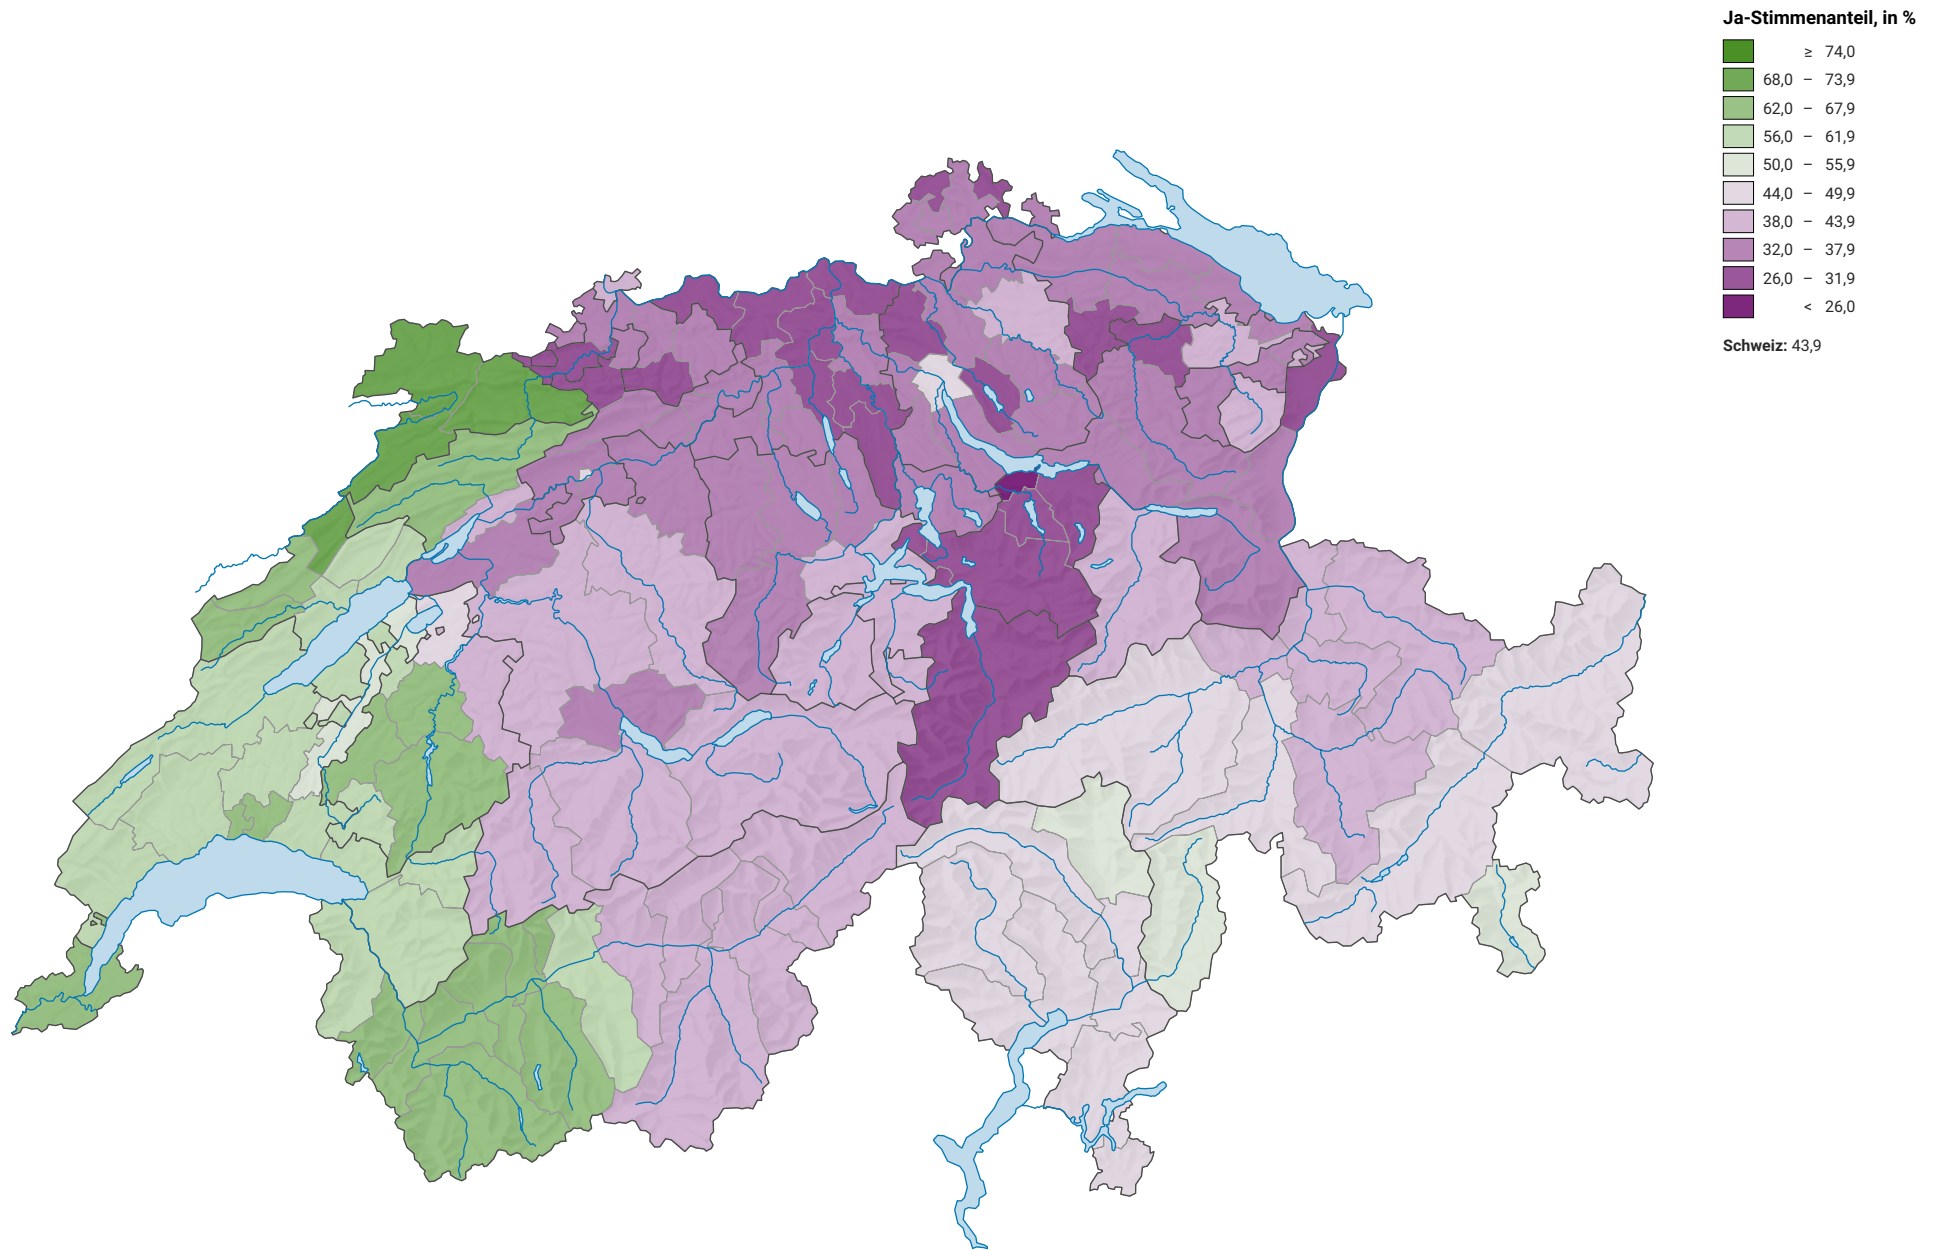 Ja-Stimmenanteil, in %
≥ 74,0
68,0 – 73,9
62,0 – 67,9
56,0 – 61,9
50,0 – 55,9
44,0 – 49,9
38,0 – 43,9
32,0 – 37,9
26,0 – 31,9
< 26,0
Schweiz: 43,9